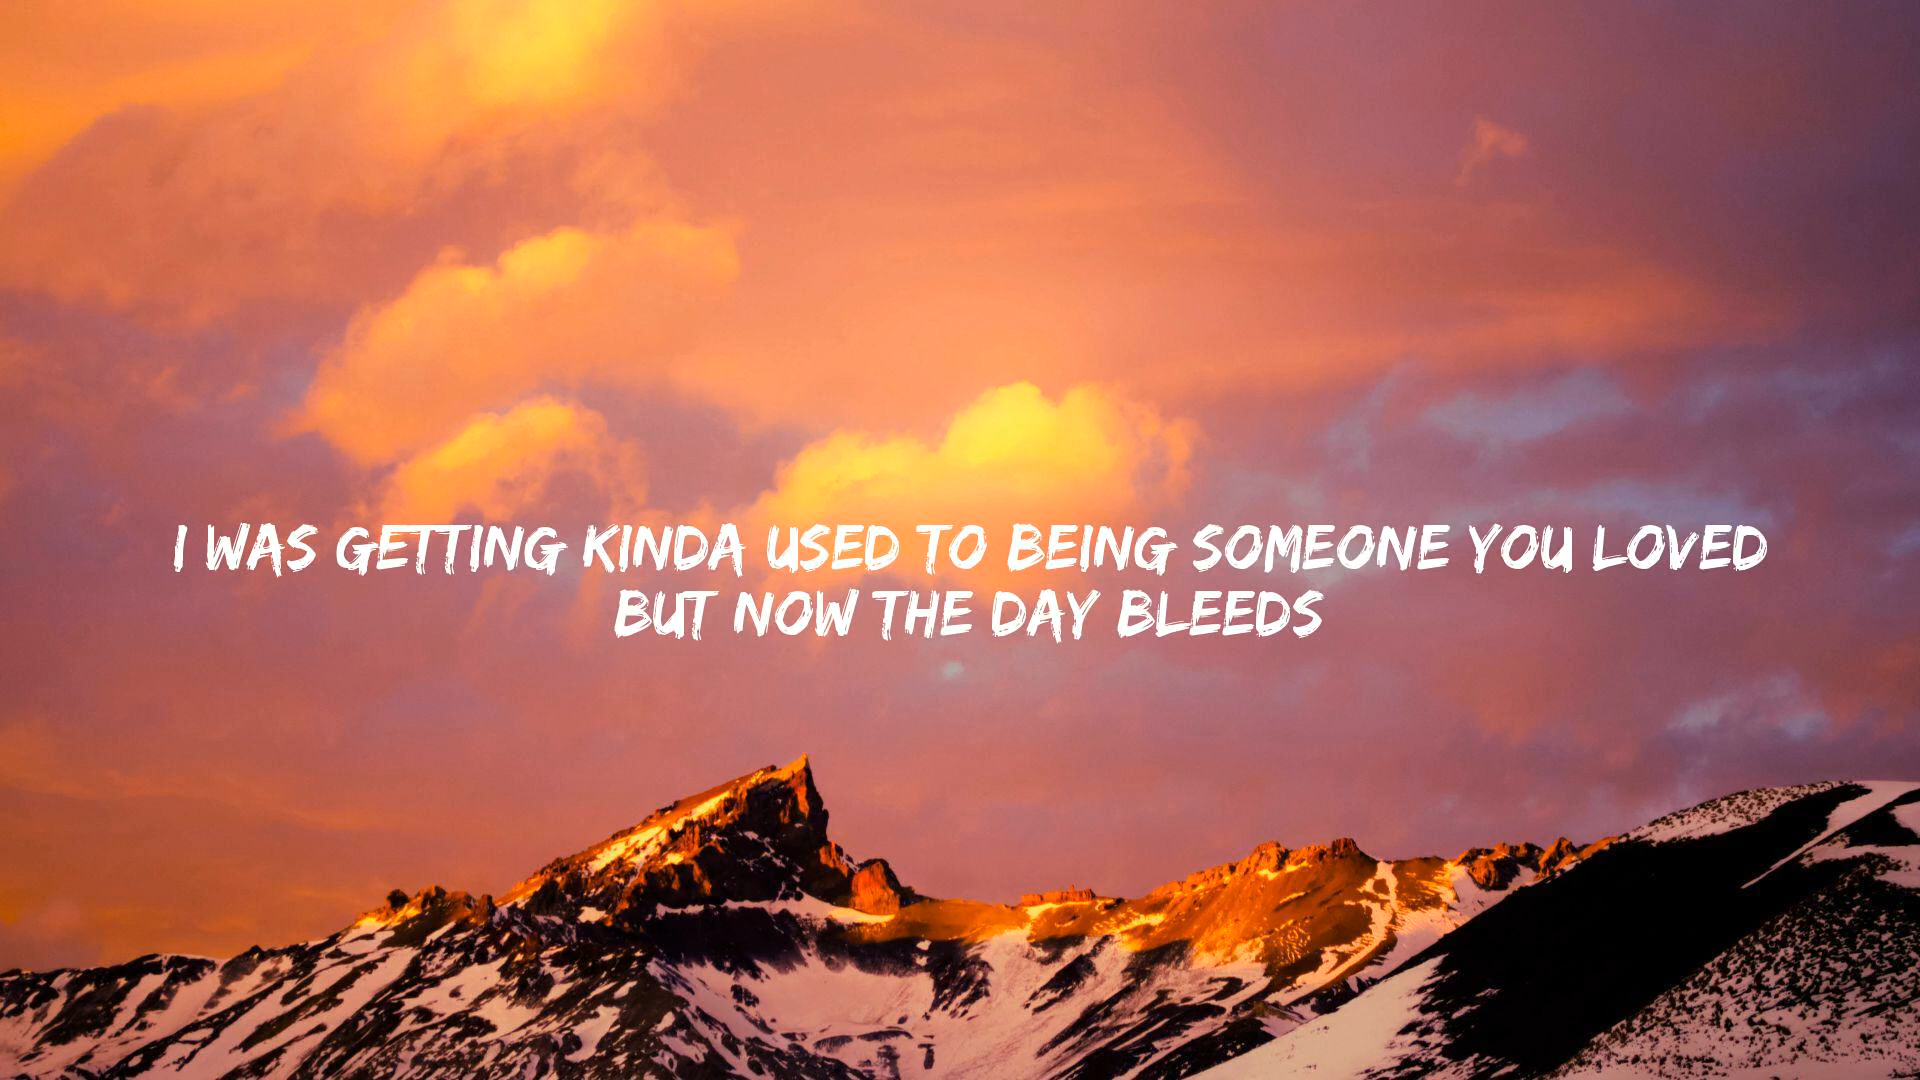 I WAS GETTING KINDA USED TO BEING SOMEONE YOU LOVED
BUT NOW THE DAY BLEEDS